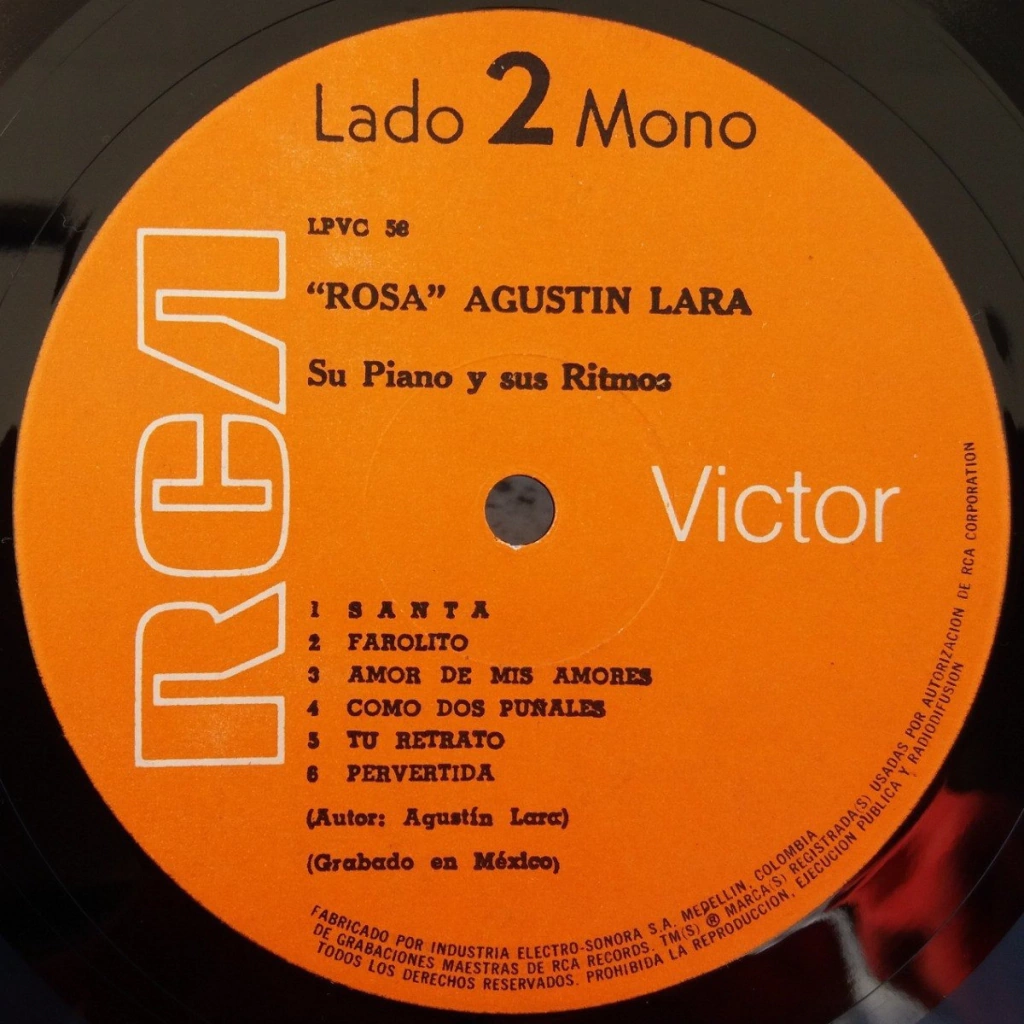 Lado 2 Mono
LPVC 58
"ROSA" AGUSTIN LARA
Su Piano y sus Ritmos
RCA
Victor
1 SANTA
2 FAROLITO
3 AMOR DE MIS AMORES
4 COMO DOS PUÑALES
5 TU RETRATO
6 PERVERTIDA
(Autor: Agustín Lara)
(Grabado en México)
FABRICADO POR INDUSTRIA ELECTRO-SONORA S.A. MEDELLIN, COLOMBIA
DE GRABACIONES MAESTRAS DE RCA RECORDS. TM(S) ® MARCA(S) REGISTRADA(S) USADAS POR AUTORIZACION DE RCA CORPORATION
TODOS LOS DERECHOS RESERVADOS. PROHIBIDA LA REPRODUCCION, EJECUCION PUBLICA Y RADIODIFUSION